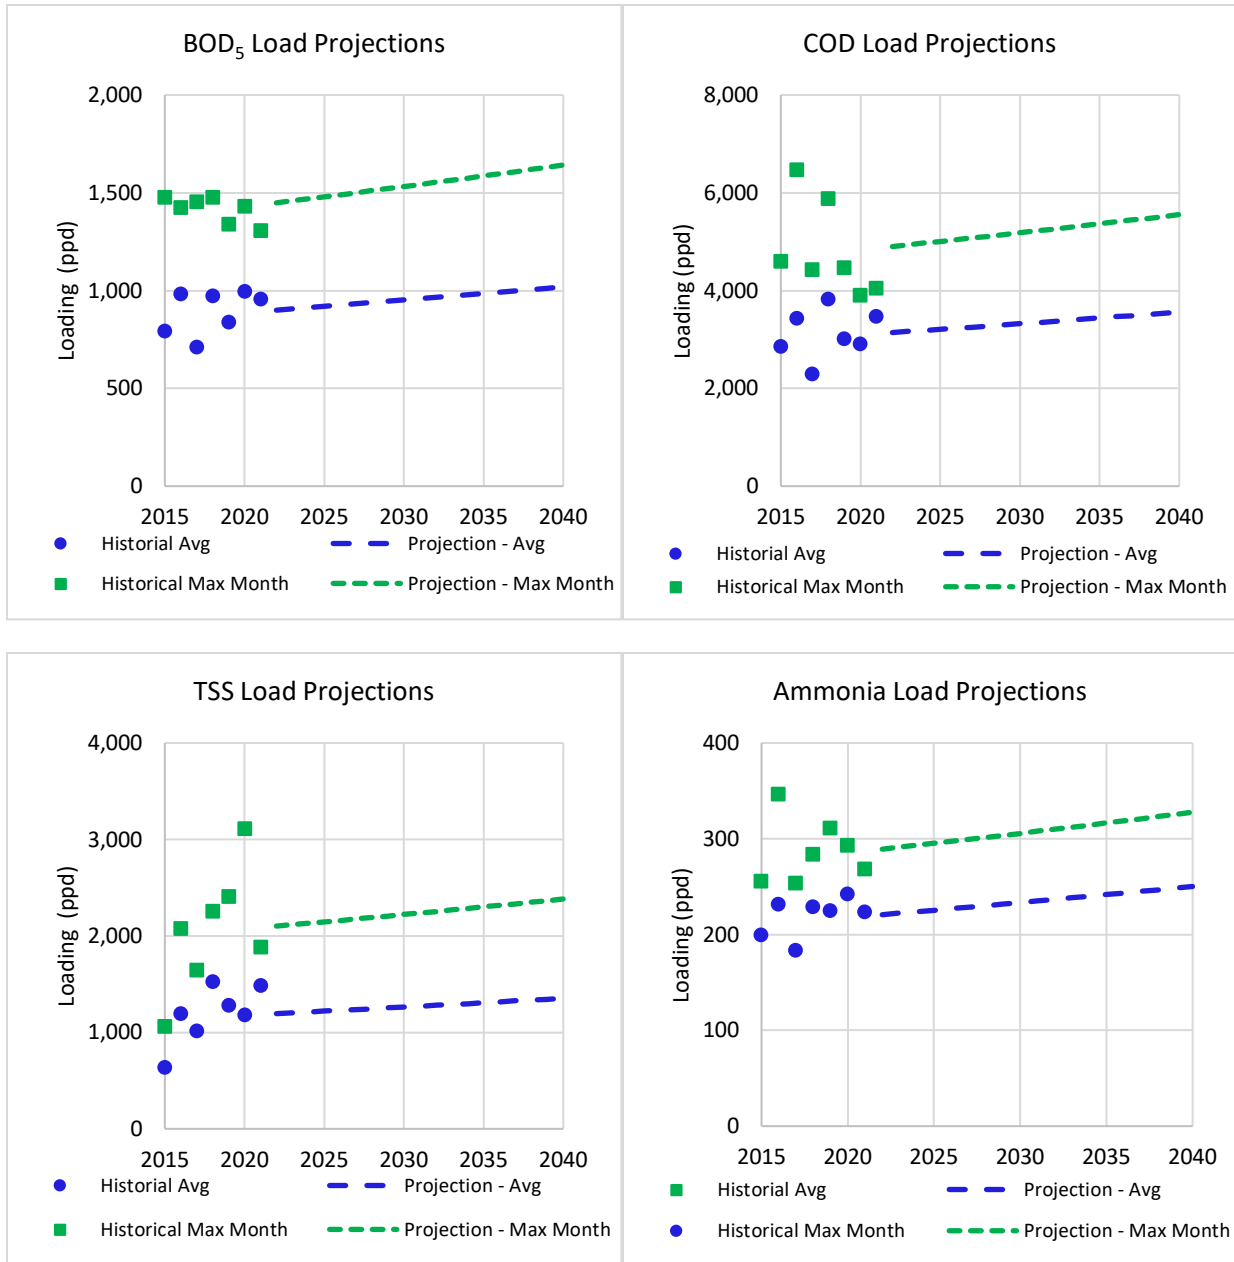 BOD5 Load Projections
2,000
1,500
1,000
500
0
Loading (ppd)
2015 2020 2025 2030 2035 2040
Historial Avg Projection - Avg
Historical Max Month Projection - Max Month
COD Load Projections
8,000
6,000
4,000
2,000
0
Loading (ppd)
2015 2020 2025 2030 2035 2040
Historial Avg Projection - Avg
Historical Max Month Projection - Max Month
TSS Load Projections
4,000
3,000
2,000
1,000
0
Loading (ppd)
2015 2020 2025 2030 2035 2040
Historial Avg Projection - Avg
Historical Max Month Projection - Max Month
Ammonia Load Projections
400
300
200
100
0
Loading (ppd)
2015 2020 2025 2030 2035 2040
Historial Avg Projection - Avg
Historical Max Month Projection - Max Month